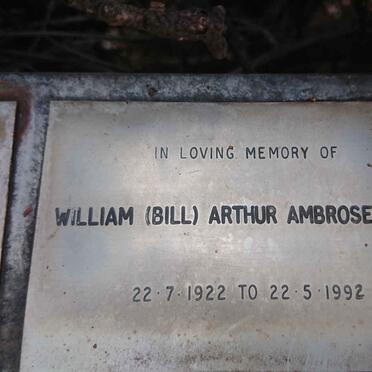 IN LOVING MEMORY OF
WILLIAM (BILL) ARTHUR AMBROSE
22·7·1922 TO 22·5·1992